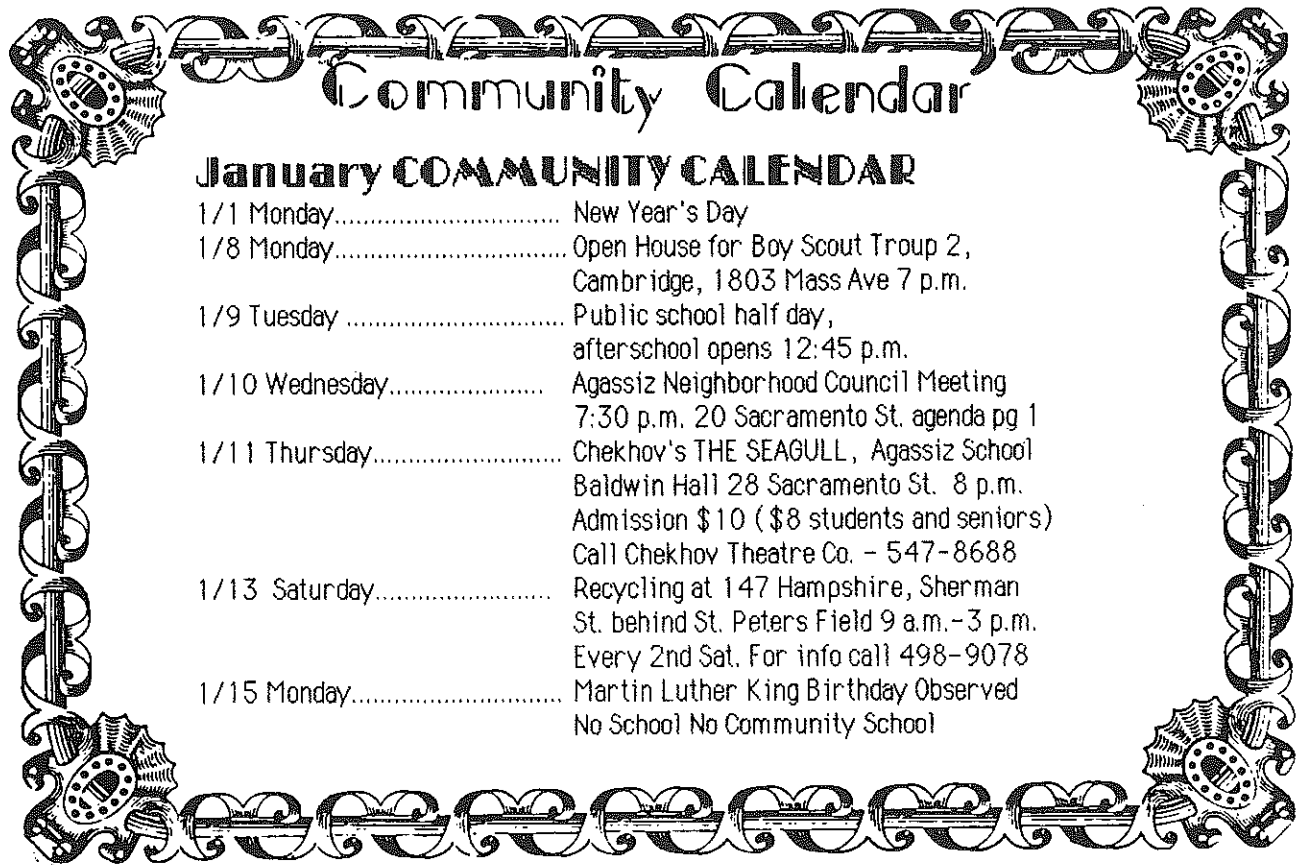 Community Calendar
January COMMUNITY CALENDAR
1/1 Monday............................... New Year's Day
1/8 Monday................................ Open House for Boy Scout Troup 2,
Cambridge, 1803 Mass Ave 7 p.m.
1/9 Tuesday .............................. Public school half day,
afterschool opens 12:45 p.m.
1/10 Wednesday..................... Agassiz Neighborhood Council Meeting
7:30 p.m. 20 Sacramento St. agenda pg 1
1/11 Thursday.......................... Chekhov's THE SEAGULL, Agassiz School
Baldwin Hall 28 Sacramento St. 8 p.m.
Admission $10 ($8 students and seniors)
Call Chekhov Theatre Co. - 547-8688
1/13 Saturday........................ Recycling at 147 Hampshire, Sherman
St. behind St. Peters Field 9 a.m.-3 p.m.
Every 2nd Sat. For info call 498-9078
1/15 Monday............................. Martin Luther King Birthday Observed
No School No Community School